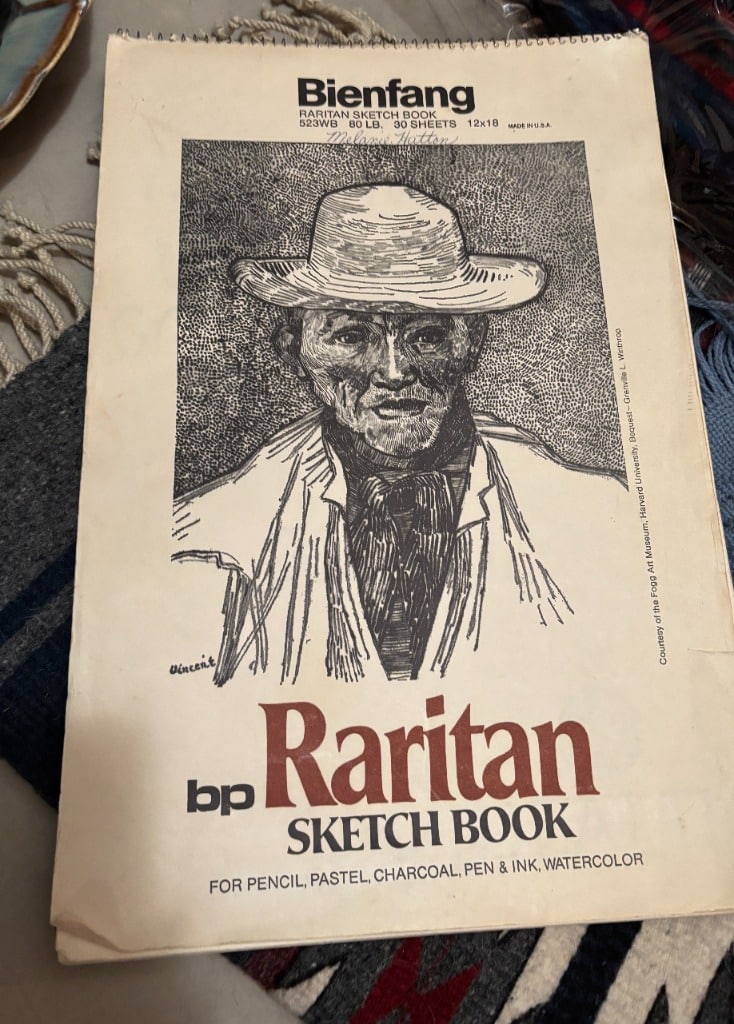 Bienfang
RARITAN SKETCH BOOK
523WB 80 LB. 30 SHEETS 12x18 MADE IN U.S.A.
Melanie Hatton
Courtesy of the Fogg Art Museum, Harvard University, Bequest – Grenville L. Winthrop
Vincent
bp Raritan
SKETCH BOOK
FOR PENCIL, PASTEL, CHARCOAL, PEN & INK, WATERCOLOR